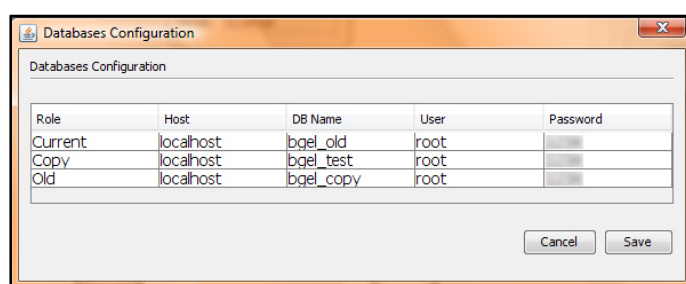 Databases Configuration
Databases Configuration
Role Host DB Name User Password
Current localhost bgel_old root
Copy localhost bgel_test root
Old localhost bgel_copy root
Cancel Save